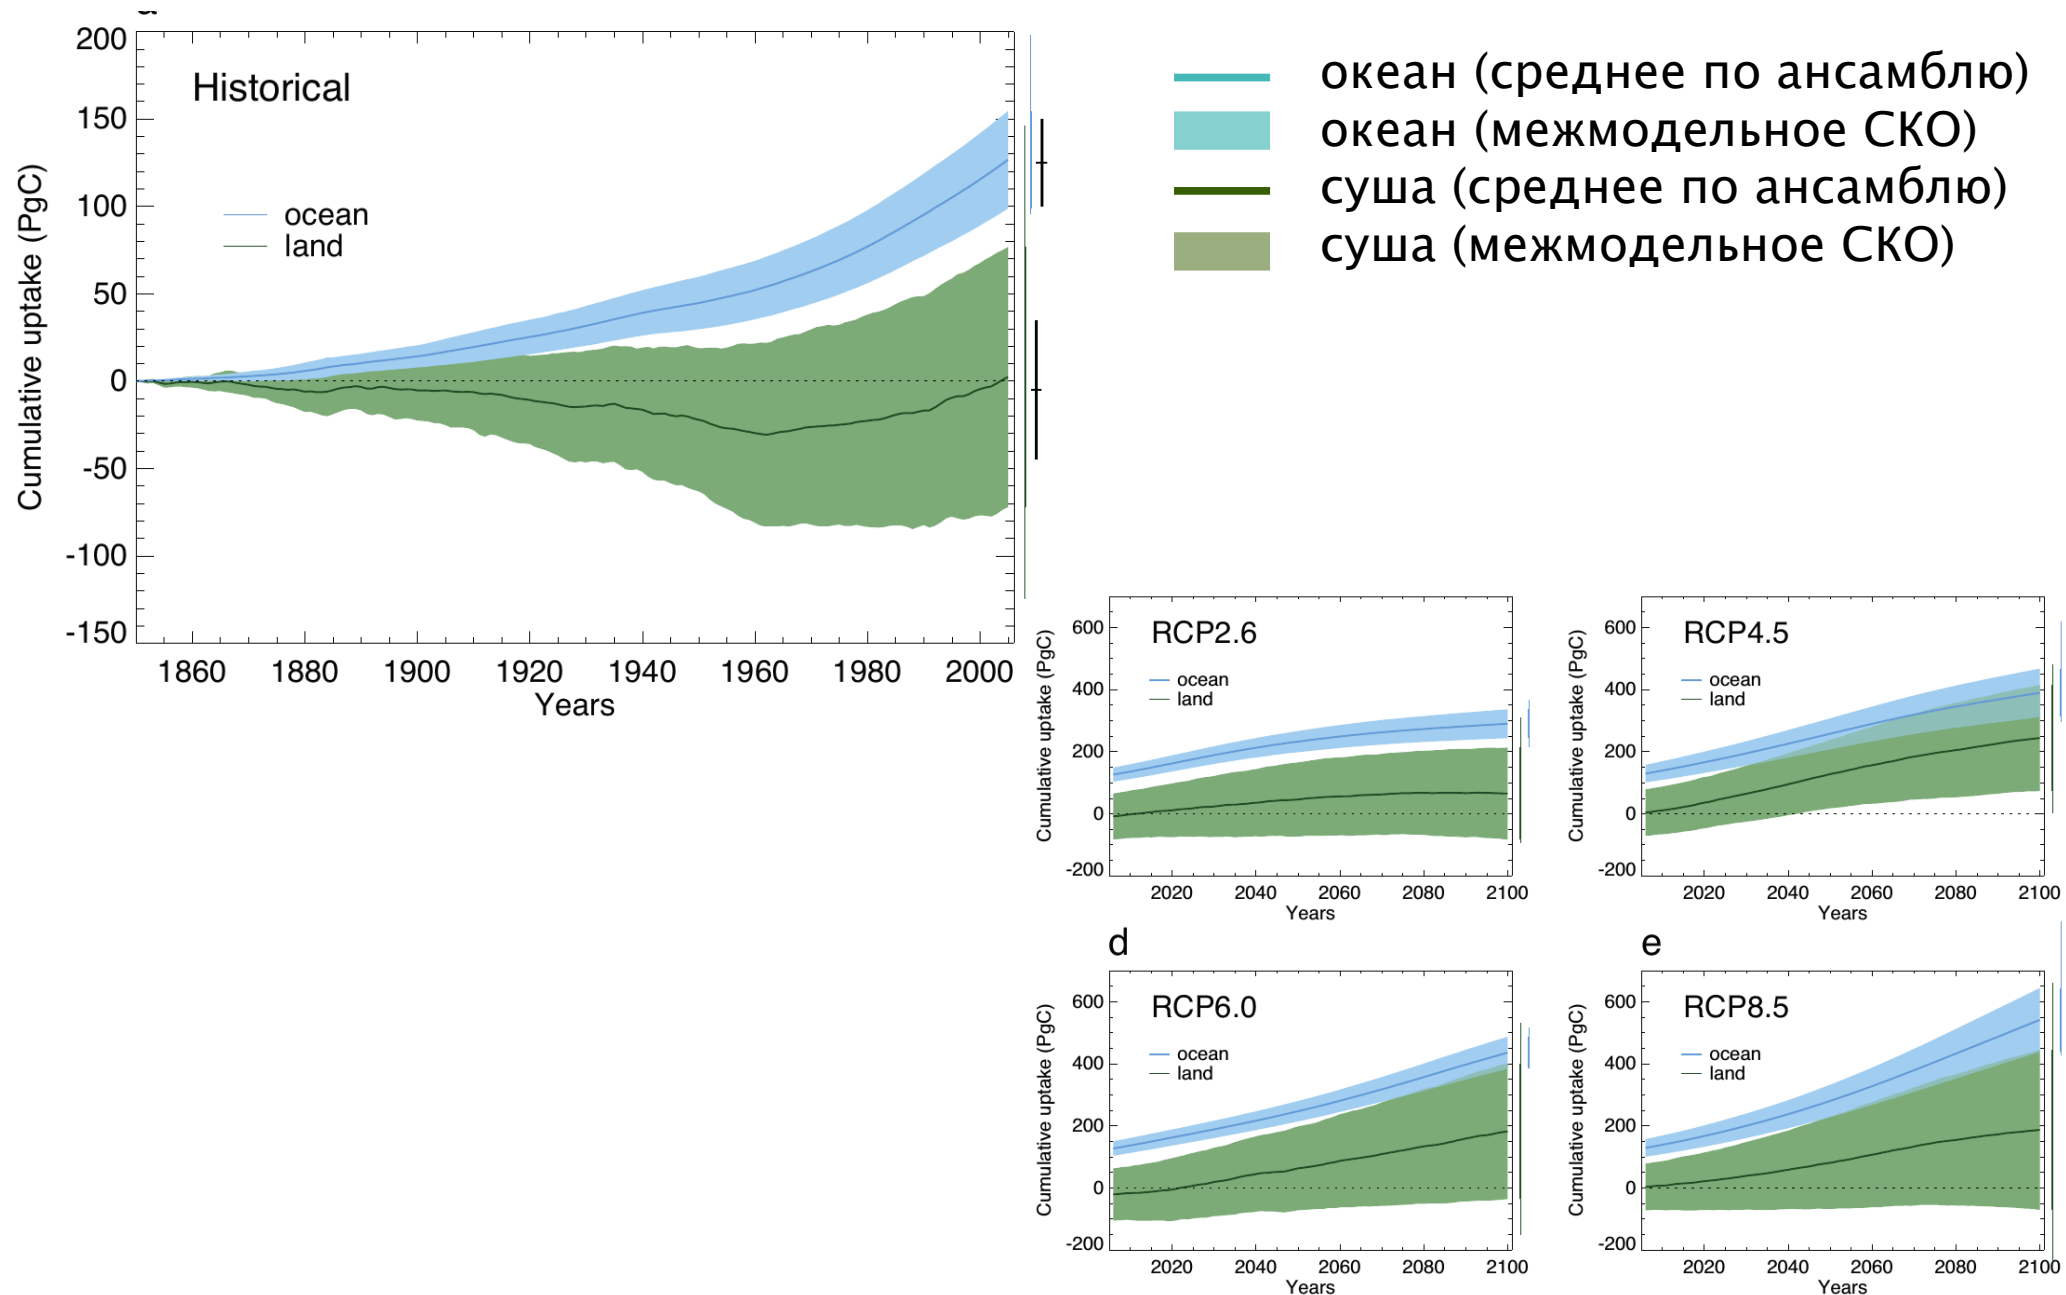 Historical
ocean
land
200
150
100
50
0
-50
-100
-150
Cumulative uptake (PgC)
1860 1880 1900 1920 1940 1960 1980 2000
Years
океан (среднее по ансамблю)
океан (межмодельное СКО)
суша (среднее по ансамблю)
суша (межмодельное СКО)
RCP2.6
ocean
land
600
400
200
0
-200
Cumulative uptake (PgC)
2020 2040 2060 2080 2100
Years
RCP4.5
ocean
land
600
400
200
0
-200
Cumulative uptake (PgC)
2020 2040 2060 2080 2100
Years
d
RCP6.0
ocean
land
600
400
200
0
-200
Cumulative uptake (PgC)
2020 2040 2060 2080 2100
Years
e
RCP8.5
ocean
land
600
400
200
0
-200
Cumulative uptake (PgC)
2020 2040 2060 2080 2100
Years